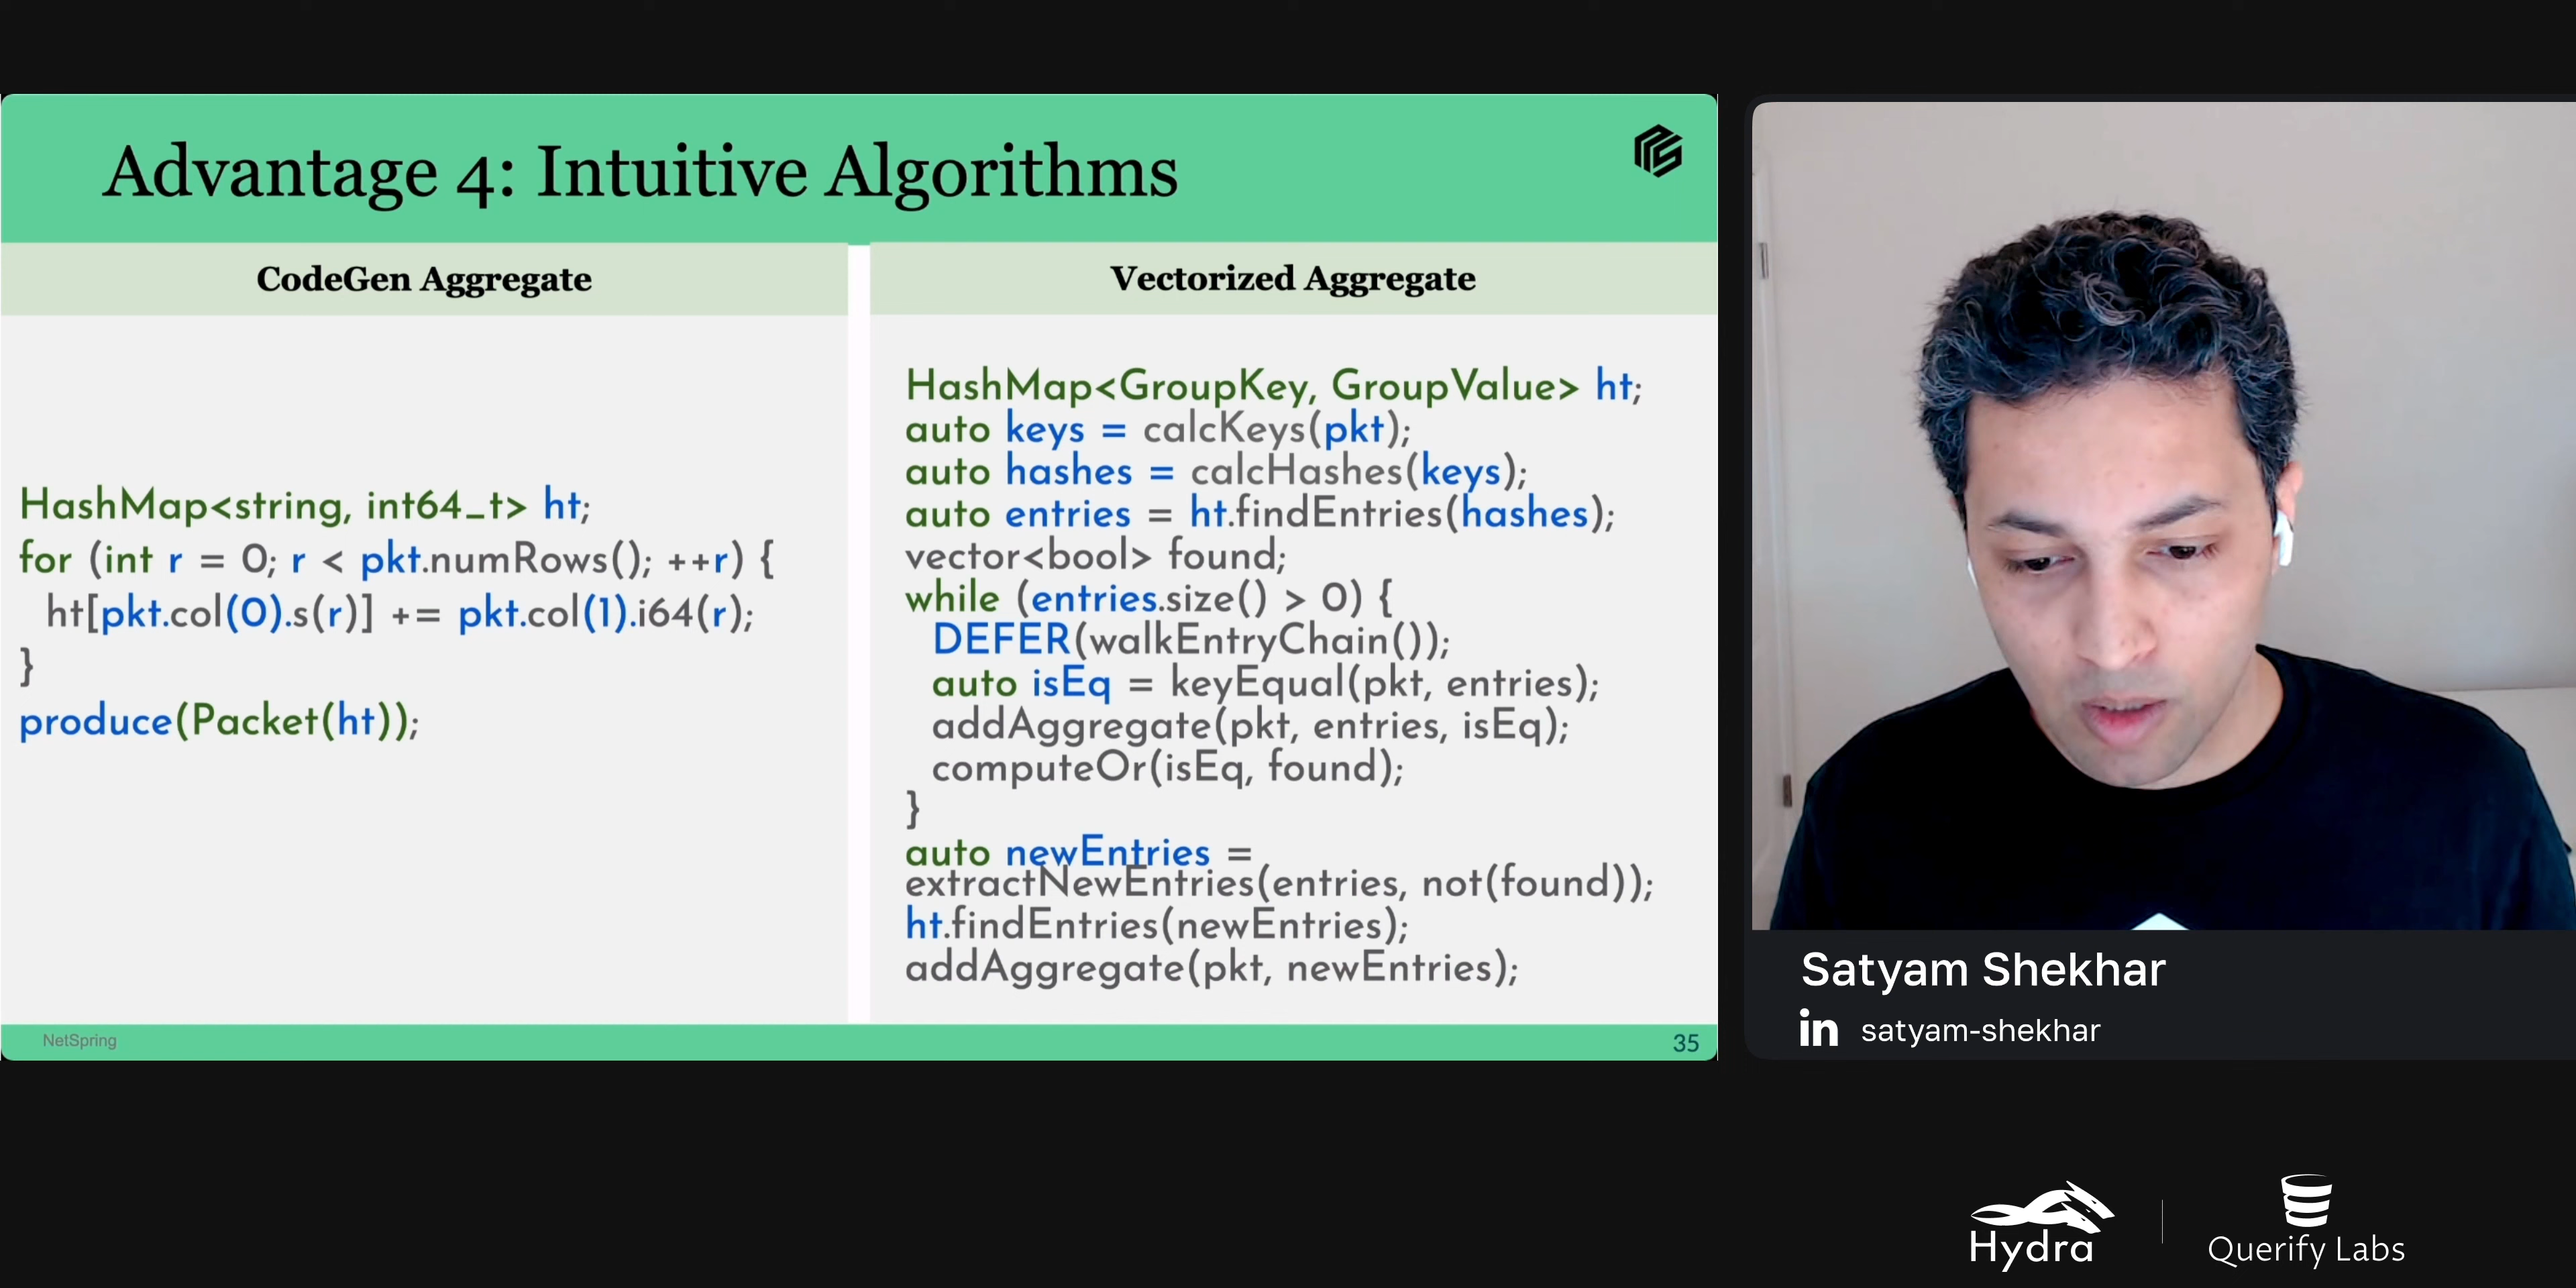 Advantage 4: Intuitive Algorithms
CodeGen Aggregate
HashMap<string, int64_t> ht;
for (int r = 0; r < pkt.numRows(); ++r) {
ht[pkt.col(0).s(r)] += pkt.col(1).i64(r);
}
produce(Packet(ht));
Vectorized Aggregate
HashMap<GroupKey, GroupValue> ht;
auto keys = calcKeys(pkt);
auto hashes = calcHashes(keys);
auto entries = ht.findEntries(hashes);
vector<bool> found;
while (entries.size() > 0) {
DEFER(walkEntryChain());
auto isEq = keyEqual(pkt, entries);
addAggregate(pkt, entries, isEq);
computeOr(isEq, found);
}
auto newEntries =
extractNewEntries(entries, not(found));
ht.findEntries(newEntries);
addAggregate(pkt, newEntries);
NetSpring
35
Satyam Shekhar
in satyam-shekhar
Hydra
Querify Labs